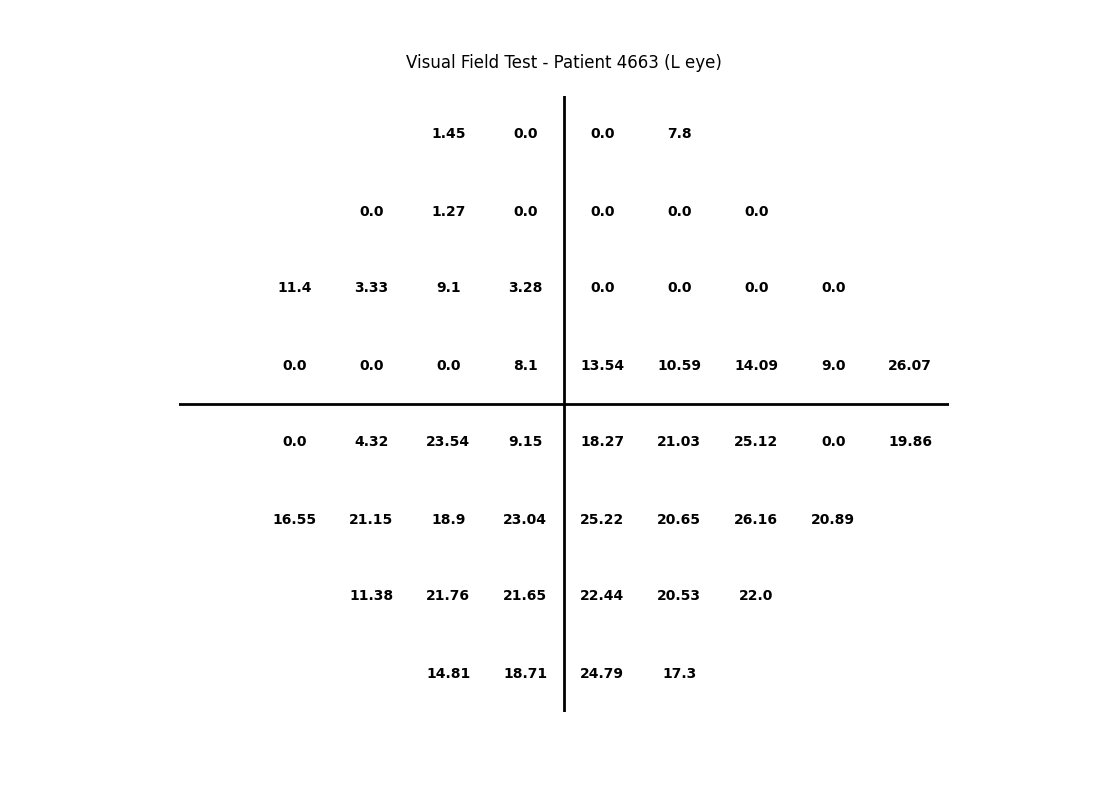 Visual Field Test - Patient 4663 (L eye)
1.45 0.0 0.0 7.8
0.0 1.27 0.0 0.0 0.0 0.0
11.4 3.33 9.1 3.28 0.0 0.0 0.0 0.0
0.0 0.0 0.0 8.1 13.54 10.59 14.09 9.0 26.07
0.0 4.32 23.54 9.15 18.27 21.03 25.12 0.0 19.86
16.55 21.15 18.9 23.04 25.22 20.65 26.16 20.89
11.38 21.76 21.65 22.44 20.53 22.0
14.81 18.71 24.79 17.3